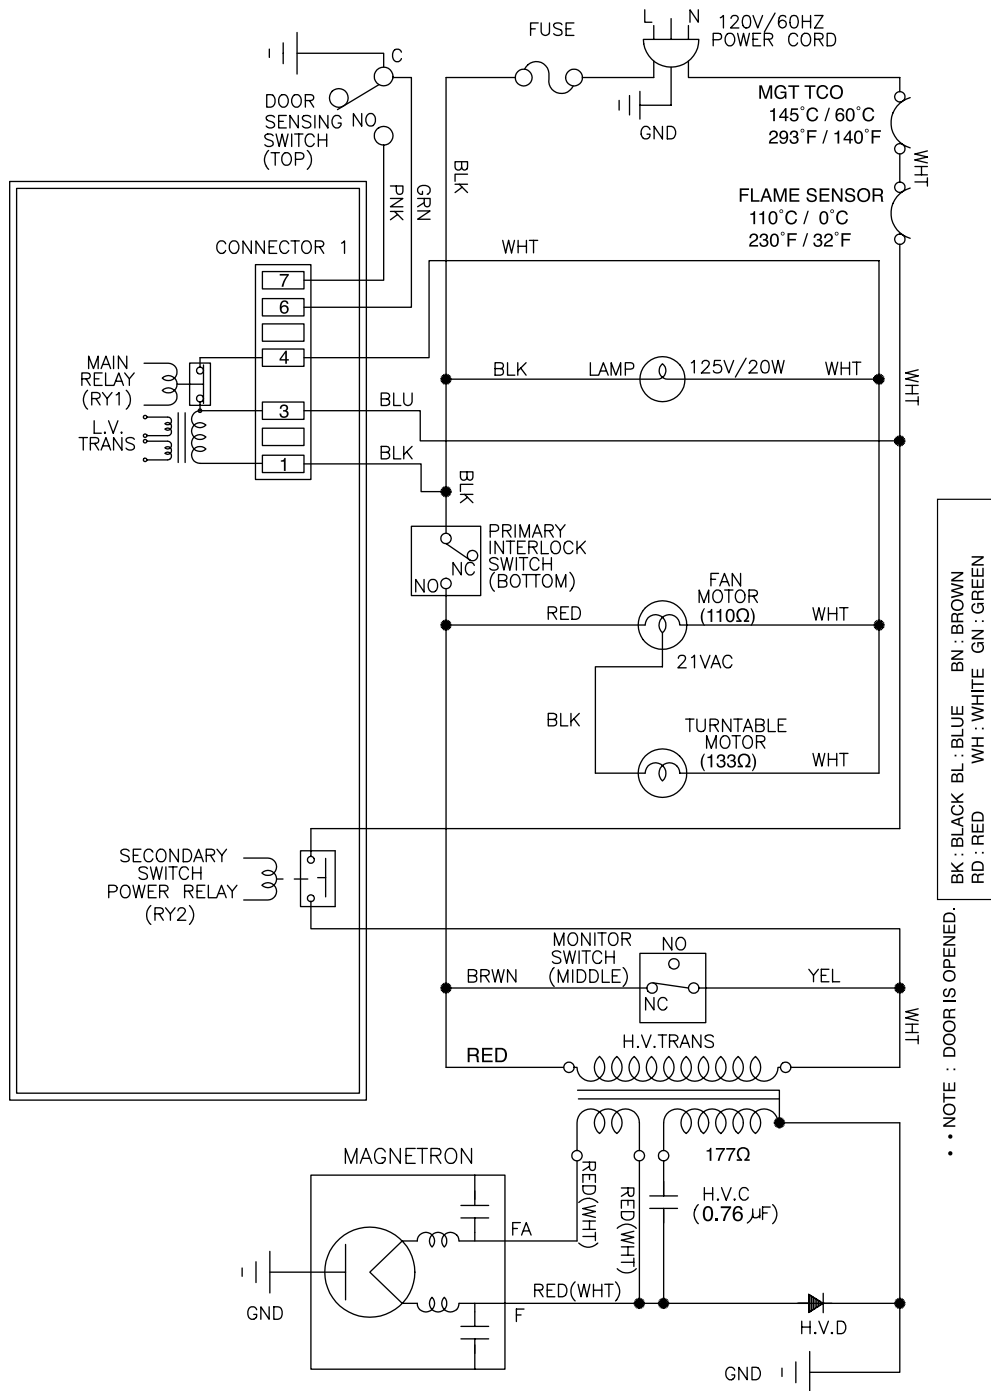 L N 120V/60HZ
POWER CORD
FUSE
GND
MGT TCO
145°C / 60°C
293°F / 140°F
WHT
FLAME SENSOR
110°C / 0°C
230°F / 32°F
C
DOOR
SENSING NO
SWITCH
(TOP)
PNK
GRN
BLK
CONNECTOR 1
7
6
4
3
1
WHT
MAIN
RELAY
(RY1)
L.V.
TRANS
BLK LAMP 125V/20W WHT
WHT
BLU
BLK
BLK
PRIMARY
INTERLOCK
SWITCH
(BOTTOM)
NC
NO
RED
FAN
MOTOR
(110Ω)
WHT
21VAC
BLK
TURNTABLE
MOTOR
(133Ω)
WHT
SECONDARY
SWITCH
POWER RELAY
(RY2)
MONITOR
SWITCH
(MIDDLE)
NO
NC
BRWN
YEL
WHT
H.V.TRANS
RED
177Ω
H.V.C
(0.76 µF)
RED(WHT)
RED(WHT)
MAGNETRON
FA
F
RED(WHT)
GND
H.V.D
GND
BK : BLACK BL : BLUE BN : BROWN
RD : RED WH : WHITE GN : GREEN
• • NOTE : DOOR IS OPENED.